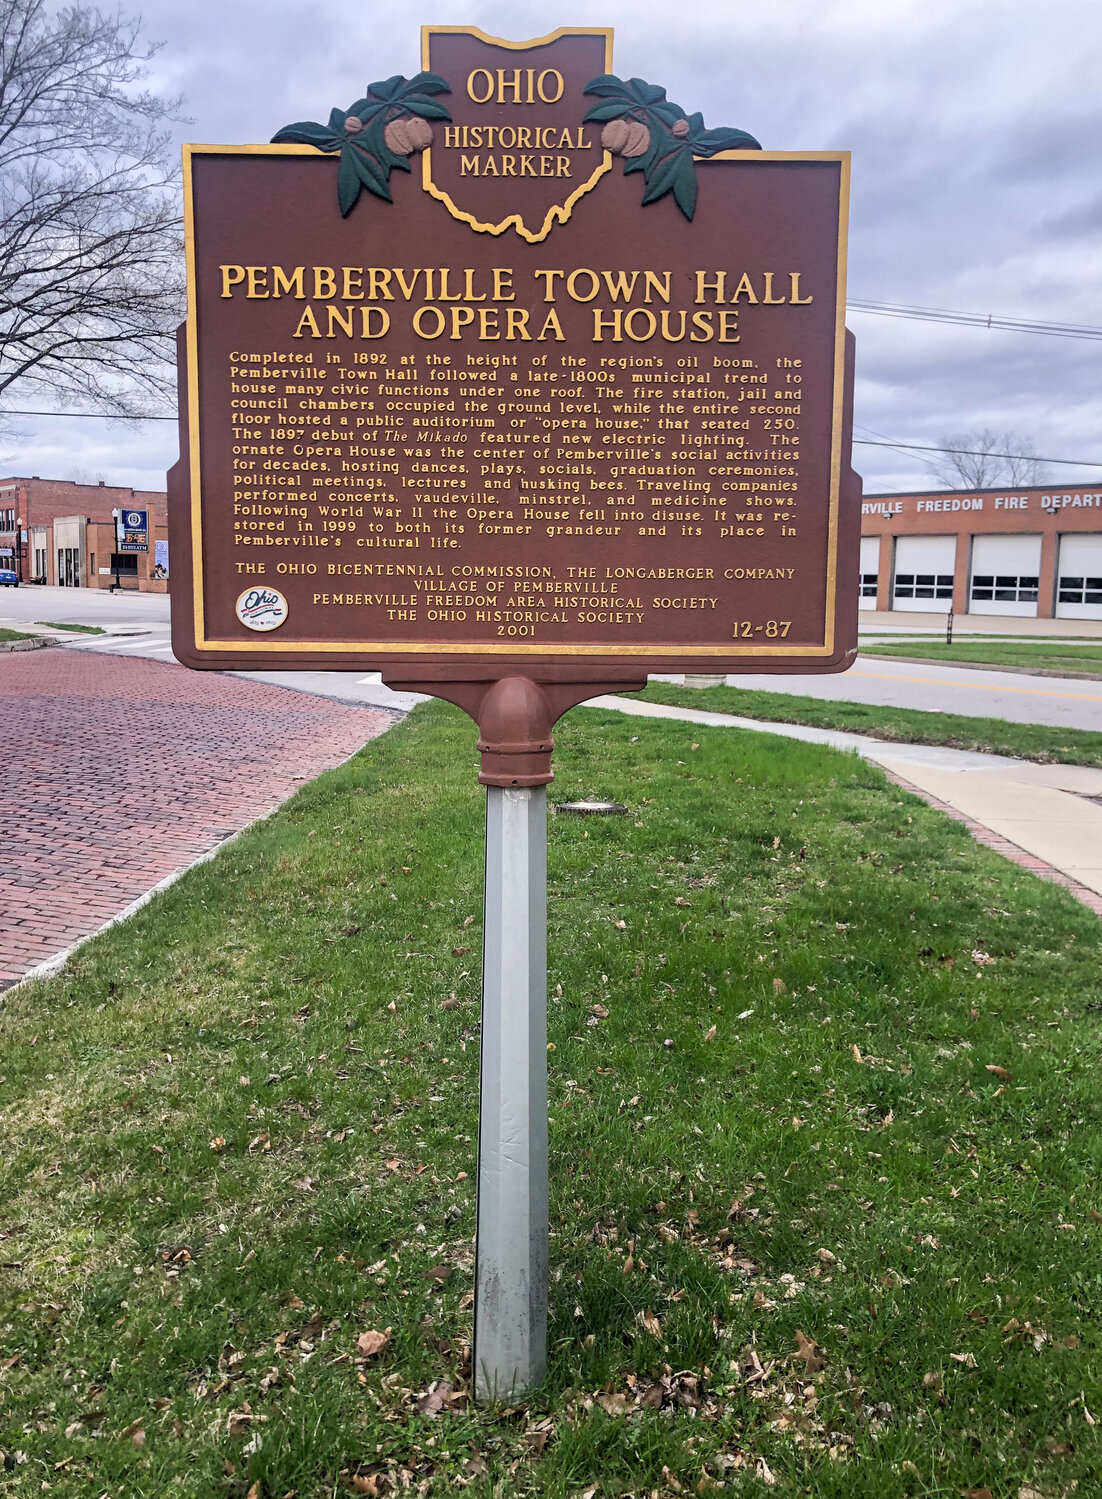 OHIO
HISTORICAL
MARKER
PEMBERVILLE TOWN HALL
AND OPERA HOUSE
Completed in 1892 at the height of the region's oil boom, the
Pemberville Town Hall followed a late-1800s municipal trend to
house many civic functions under one roof. The fire station, jail and
council chambers occupied the ground level, while the entire second
floor hosted a public auditorium or "opera house," that seated 250.
The 1897 debut of The Mikado featured new electric lighting. The
ornate Opera House was the center of Pemberville's social activities
for decades, hosting dances, plays, socials, graduation ceremonies,
political meetings, lectures and husking bees. Traveling companies
performed concerts, vaudeville, minstrel, and medicine shows.
Following World War II the Opera House fell into disuse. It was re-
stored in 1999 to both its former grandeur and its place in
Pemberville's cultural life.
THE OHIO BICENTENNIAL COMMISSION, THE LONGABERGER COMPANY
VILLAGE OF PEMBERVILLE
PEMBERVILLE FREEDOM AREA HISTORICAL SOCIETY
THE OHIO HISTORICAL SOCIETY
2001
12-87
Ohio
RVILLE FREEDOM FIRE DEPART